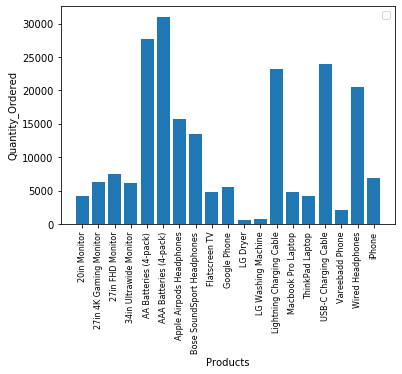 30000
25000
20000
15000
10000
5000
0
Quantity_Ordered
20in Monitor
27in 4K Gaming Monitor
27in FHD Monitor
34in Ultrawide Monitor
AA Batteries (4-pack)
AAA Batteries (4-pack)
Apple Airpods Headphones
Bose SoundSport Headphones
Flatscreen TV
Google Phone
LG Dryer
LG Washing Machine
Lightning Charging Cable
Macbook Pro Laptop
ThinkPad Laptop
USB-C Charging Cable
Vareebadd Phone
Wired Headphones
iPhone
Products